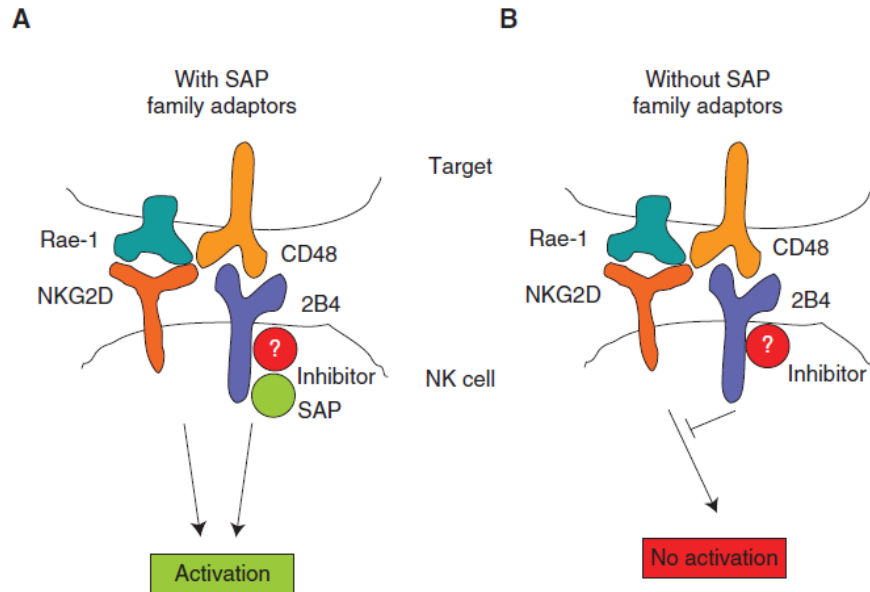 A
With SAP
family adaptors
Rae-1
NKG2D
CD48
2B4
?
Inhibitor
SAP
Activation
Target
NK cell
B
Without SAP
family adaptors
Rae-1
NKG2D
CD48
2B4
?
Inhibitor
No activation